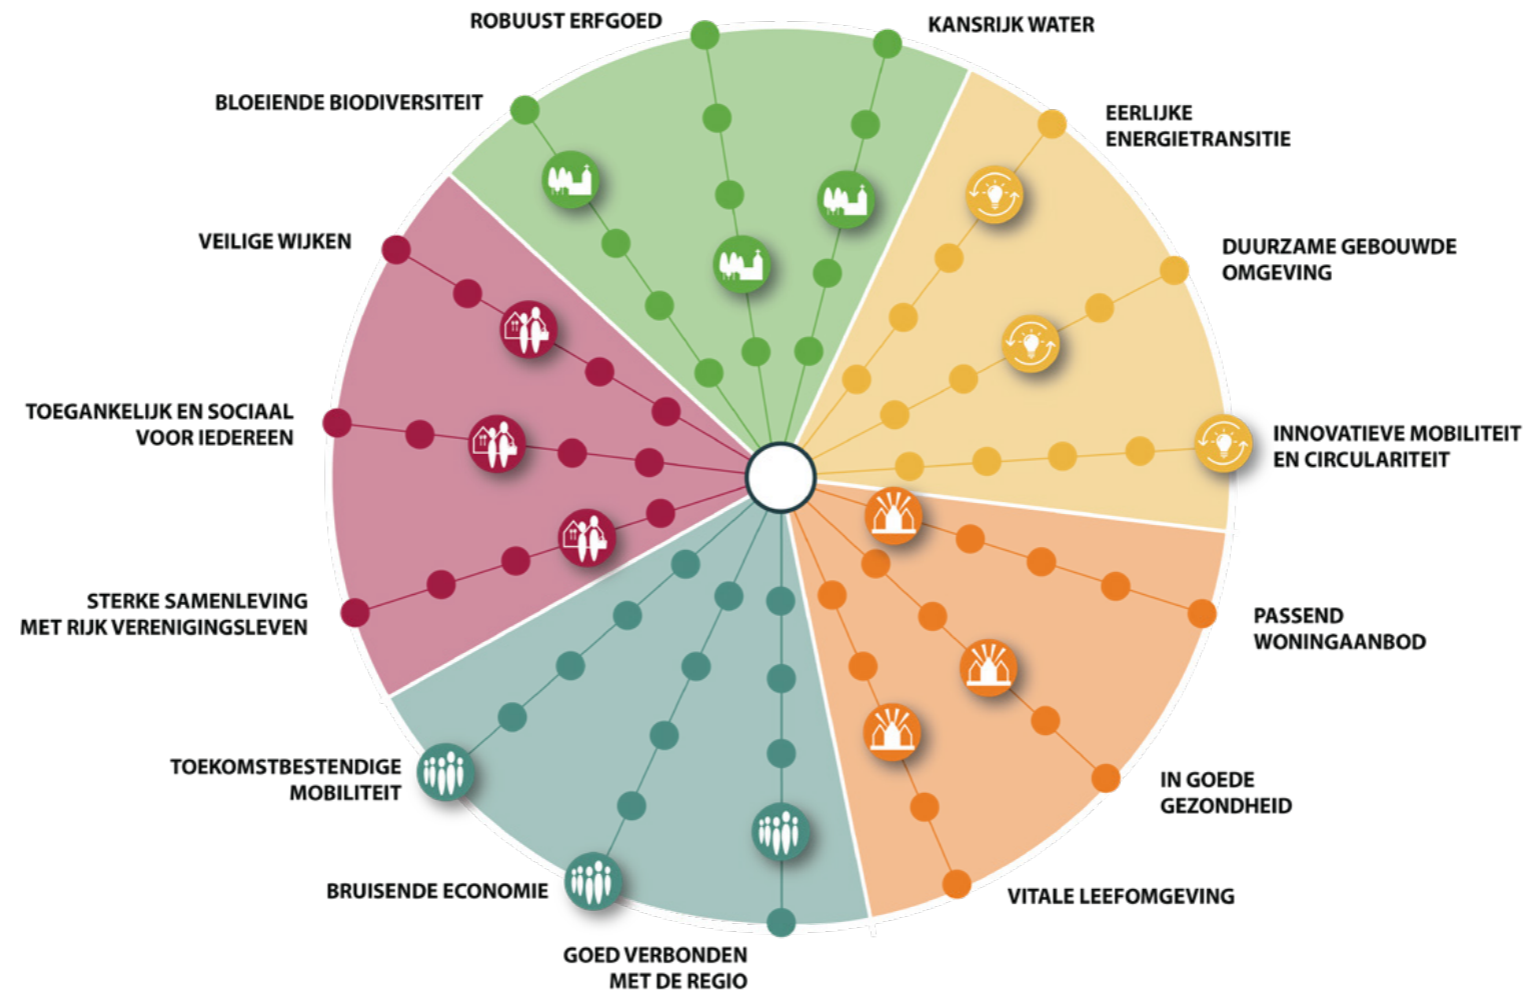 ROBUUST ERFGOED
KANSRIJK WATER
BLOEIENDE BIODIVERSITEIT
EERLIJKE
ENERGIETRANSITIE
VEILIGE WIJKEN
DUURZAME GEBOUWDE
OMGEVING
TOEGANKELIJK EN SOCIAAL
VOOR IEDEREEN
INNOVATIEVE MOBILITEIT
EN CIRCULARITEIT
STERKE SAMENLEVING
MET RIJK VERENIGINGSLEVEN
PASSEND
WONINGAANBOD
TOEKOMSTBESTENDIGE
MOBILITEIT
IN GOEDE
GEZONDHEID
BRUISENDE ECONOMIE
VITALE LEEFOMGEVING
GOED VERBONDEN
MET DE REGIO